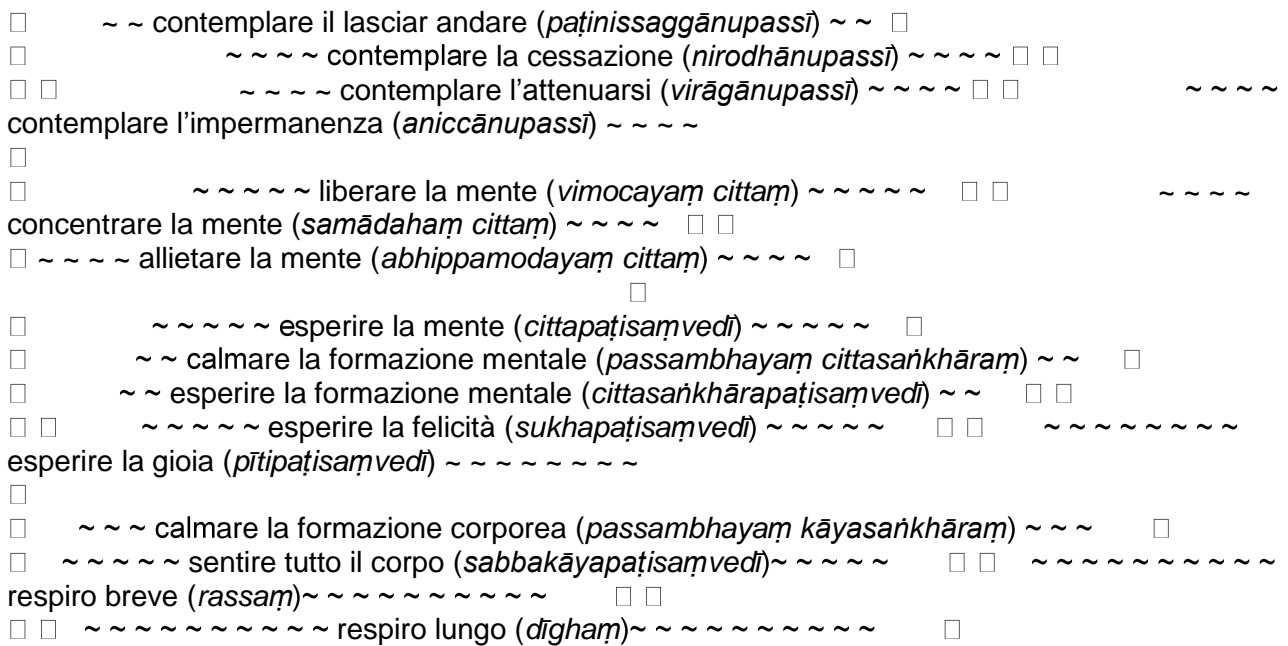 □ ~ ~ contemplare il lasciar andare (paṭinissaggānupassī) ~ ~ □
□ ~ ~ ~ ~ contemplare la cessazione (nirodhānupassī) ~ ~ ~ ~ □ □
□ □ ~ ~ ~ ~ contemplare l’attenuarsi (virāgānupassī) ~ ~ ~ ~ □ □ ~ ~ ~ ~
contemplare l’impermanenza (aniccānupassī) ~ ~ ~ ~
□
□ ~ ~ ~ ~ ~ liberare la mente (vimocayaṃ cittaṃ) ~ ~ ~ ~ ~ □ □ ~ ~ ~ ~
concentrare la mente (samādahaṃ cittaṃ) ~ ~ ~ ~ □ □
□ ~ ~ ~ ~ allietare la mente (abhippamodayaṃ cittaṃ) ~ ~ ~ ~ □
□
□ ~ ~ ~ ~ ~ esperire la mente (cittapaṭisaṃvedī) ~ ~ ~ ~ ~ □
□ ~ ~ calmare la formazione mentale (passambhayaṃ cittasaṅkhāraṃ) ~ ~ □
□ ~ ~ esperire la formazione mentale (cittasaṅkhārapaṭisaṃvedī) ~ ~ □ □
□ □ ~ ~ ~ ~ ~ esperire la felicità (sukhapaṭisaṃvedī) ~ ~ ~ ~ ~ □ □ ~ ~ ~ ~ ~ ~ ~ ~
esperire la gioia (pītipaṭisaṃvedī) ~ ~ ~ ~ ~ ~ ~ ~
□
□ ~ ~ ~ calmare la formazione corporea (passambhayaṃ kāyasaṅkhāraṃ) ~ ~ ~ □
□ ~ ~ ~ ~ ~ sentire tutto il corpo (sabbakāyapaṭisaṃvedī)~ ~ ~ ~ ~ □ □ ~ ~ ~ ~ ~ ~ ~ ~ ~ ~
respiro breve (rassaṃ)~ ~ ~ ~ ~ ~ ~ ~ ~ ~ □ □
□ □ ~ ~ ~ ~ ~ ~ ~ ~ ~ ~ respiro lungo (dīghaṃ)~ ~ ~ ~ ~ ~ ~ ~ ~ ~ □